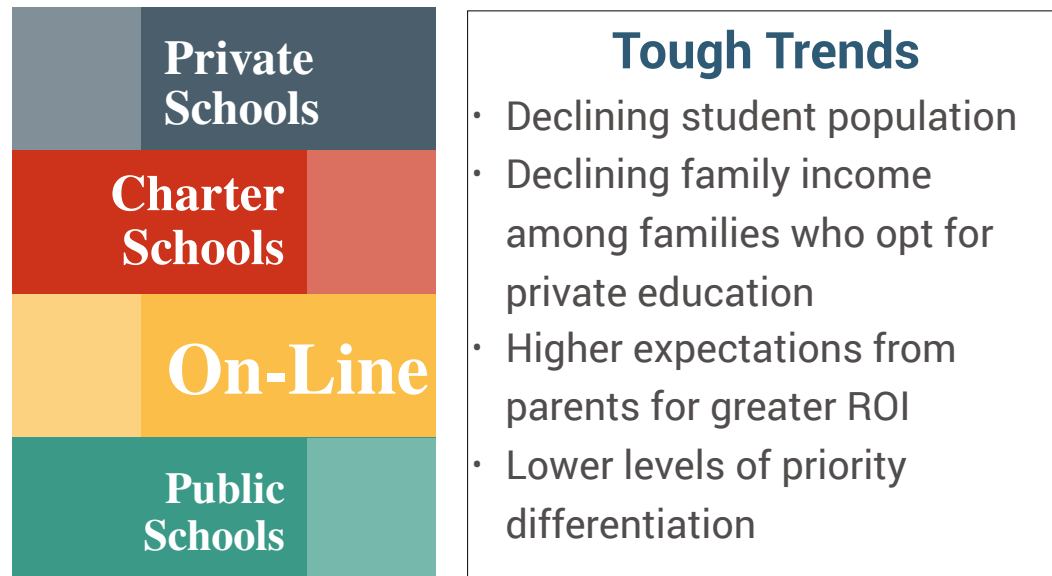 Private
Schools
Charter
Schools
On-Line
Public
Schools
Tough Trends
· Declining student population
· Declining family income
among families who opt for
private education
· Higher expectations from
parents for greater ROI
· Lower levels of priority
differentiation